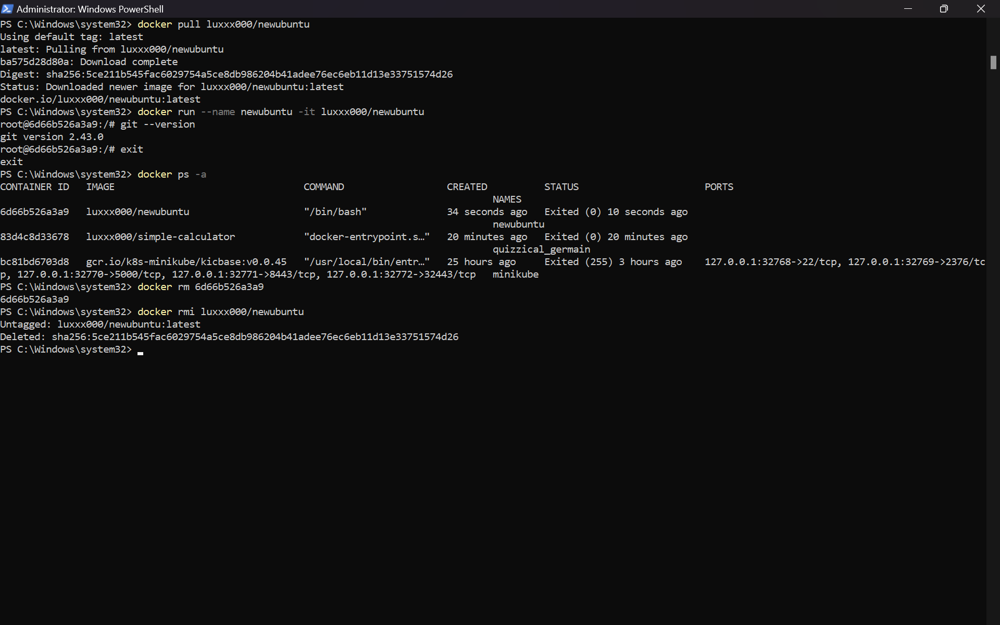 Administrator: Windows PowerShell
PS C:\Windows\system32> docker pull luxxx000/newubuntu
Using default tag: latest
latest: Pulling from luxxx000/newubuntu
ba575d28d80a: Download complete
Digest: sha256:5ce211b545fac6029754a5ce8db986204b41adee76ec6eb11d13e33751574d26
Status: Downloaded newer image for luxxx000/newubuntu:latest
docker.io/luxxx000/newubuntu:latest
PS C:\Windows\system32> docker run --name newubuntu -it luxxx000/newubuntu
root@6d66b526a3a9:/# git --version
git version 2.43.0
root@6d66b526a3a9:/# exit
exit
PS C:\Windows\system32> docker ps -a
CONTAINER ID   IMAGE                                 COMMAND                  CREATED          STATUS                      PORTS
NAMES
6d66b526a3a9   luxxx000/newubuntu                    "/bin/bash"              34 seconds ago   Exited (0) 10 seconds ago
newubuntu
83d4c8d33678   luxxx000/simple-calculator            "docker-entrypoint.s…"   20 minutes ago   Exited (0) 20 minutes ago
quizzical_germain
bc81bd6703d8   gcr.io/k8s-minikube/kicbase:v0.0.45   "/usr/local/bin/entr…"   25 hours ago     Exited (255) 3 hours ago    127.0.0.1:32768->22/tcp, 127.0.0.1:32769->2376/tc
p, 127.0.0.1:32770->5000/tcp, 127.0.0.1:32771->8443/tcp, 127.0.0.1:32772->32443/tcp   minikube
PS C:\Windows\system32> docker rm 6d66b526a3a9
6d66b526a3a9
PS C:\Windows\system32> docker rmi luxxx000/newubuntu
Untagged: luxxx000/newubuntu:latest
Deleted: sha256:5ce211b545fac6029754a5ce8db986204b41adee76ec6eb11d13e33751574d26
PS C:\Windows\system32>